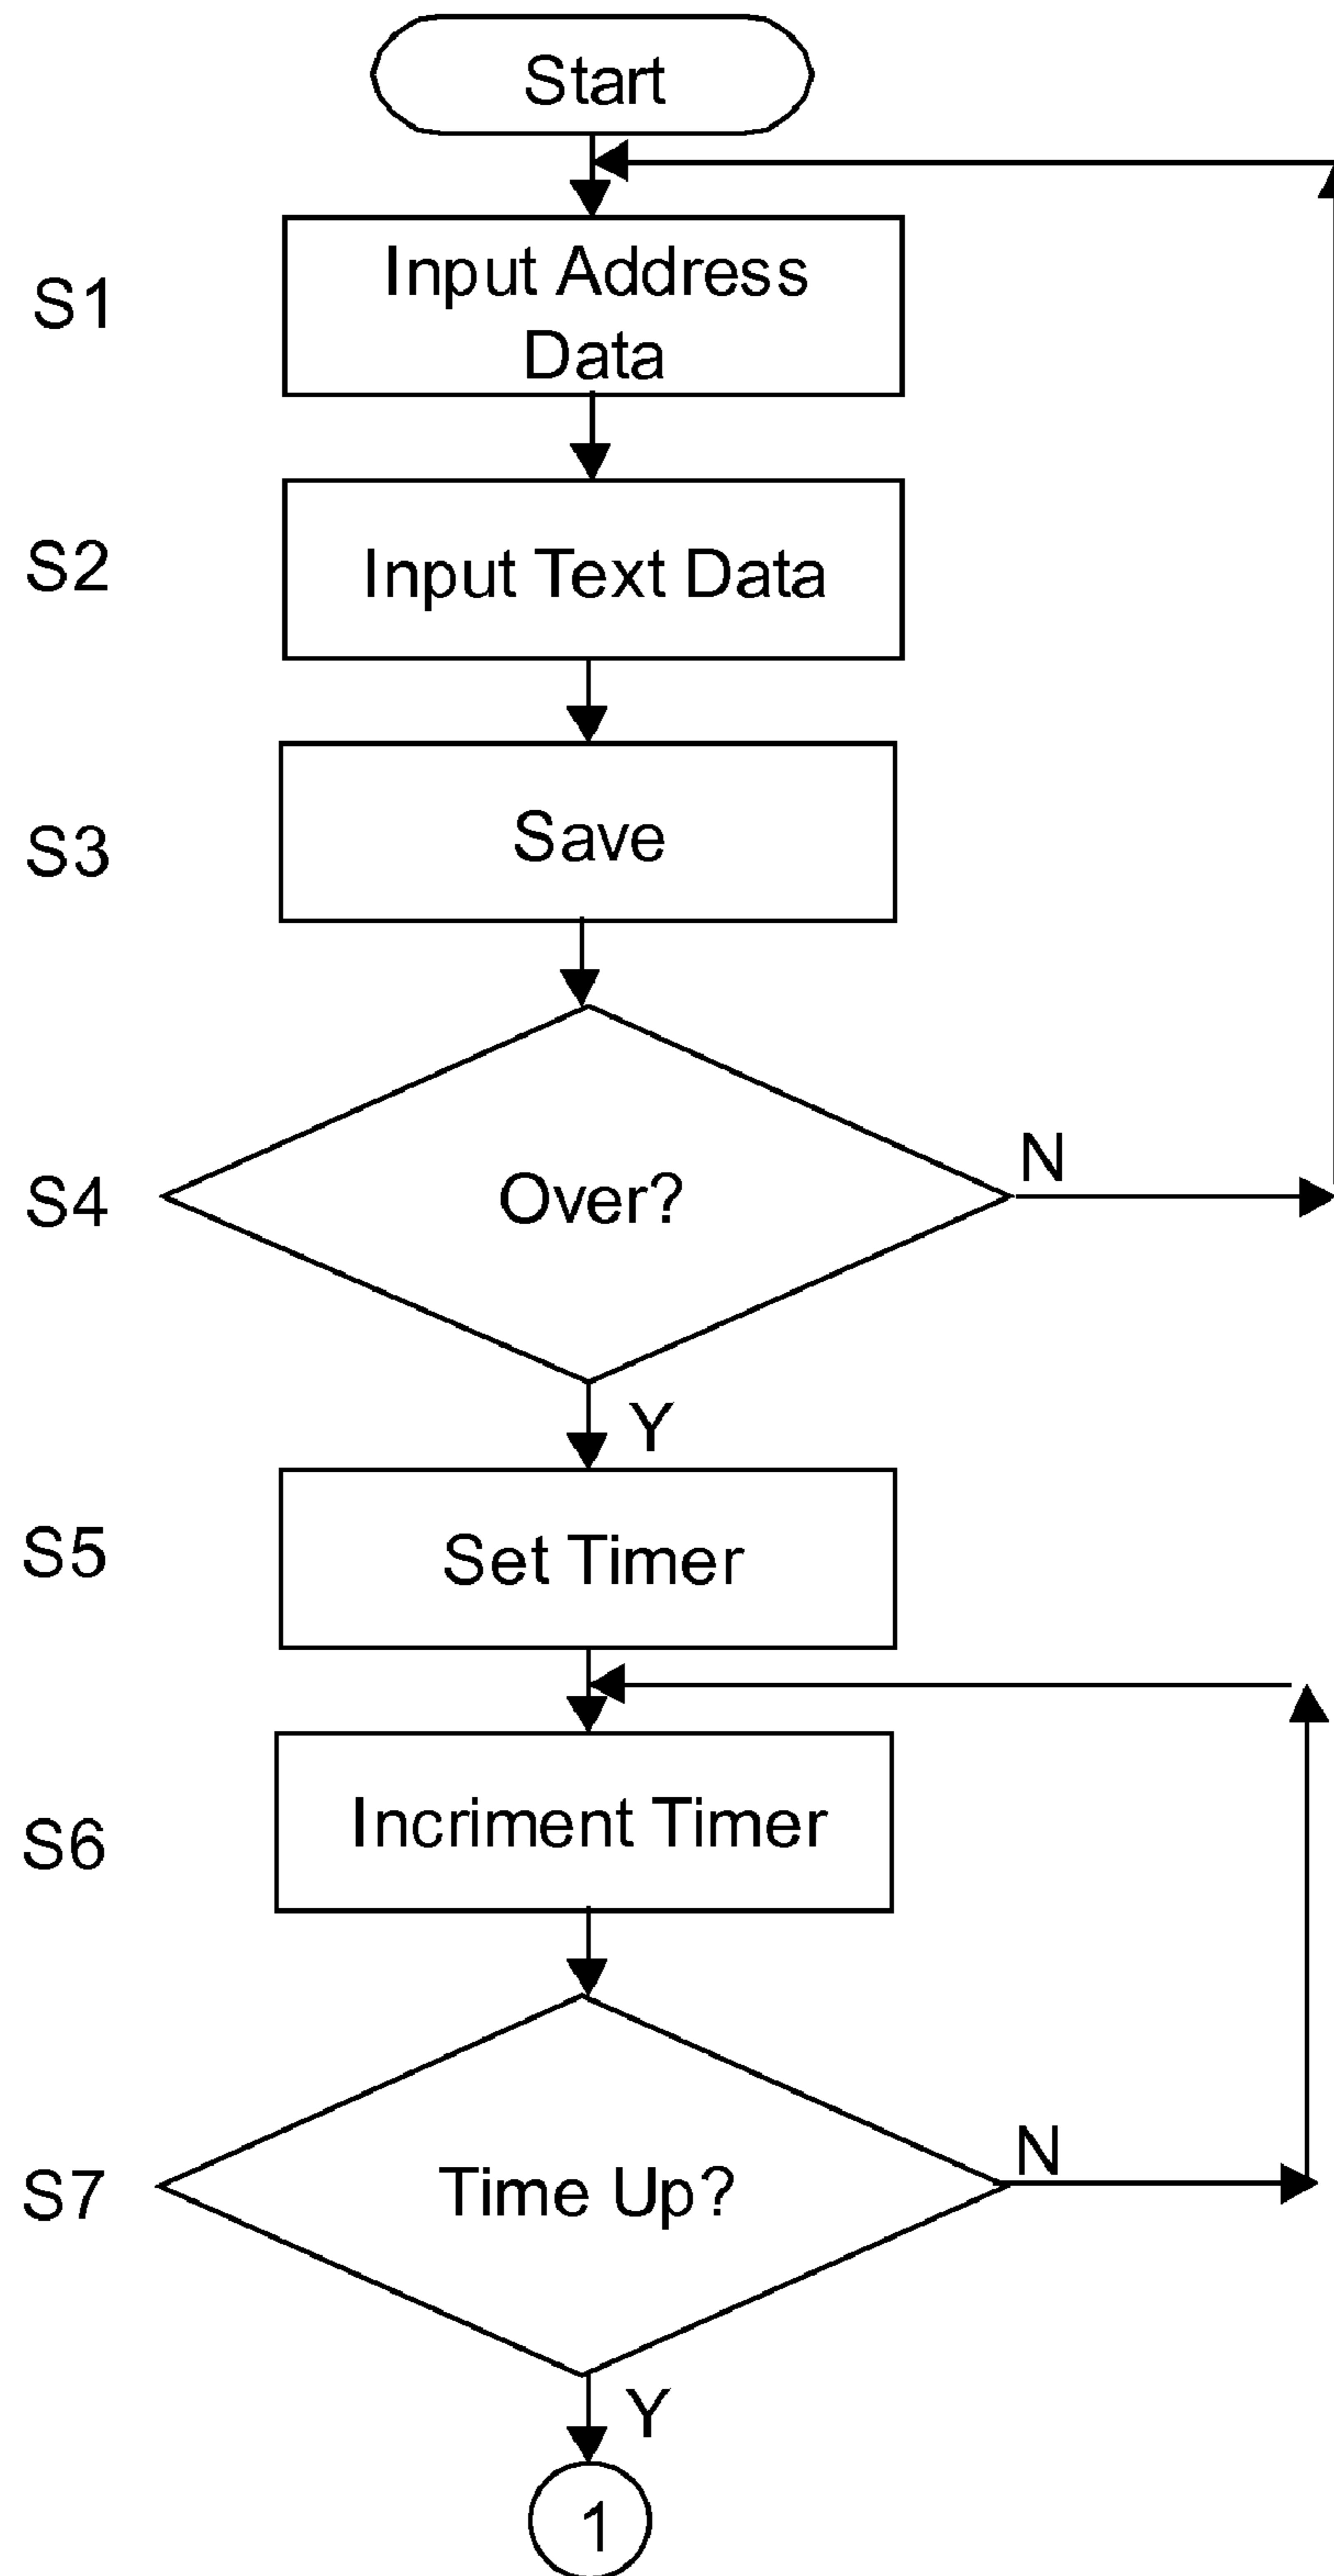 Start
S1
Input Address
Data
S2
Input Text Data
S3
Save
S4
Over?
N
Y
S5
Set Timer
S6
Incriment Timer
S7
Time Up?
N
Y
1